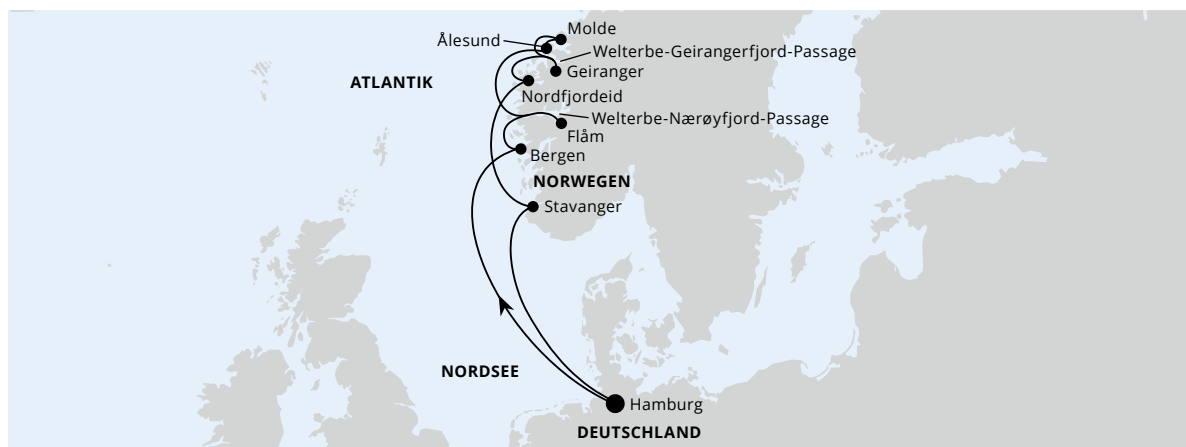 Molde
Ålesund
Welterbe-Geirangerfjord-Passage
ATLANTIK
Geiranger
Nordfjordeid
Welterbe-Nærøyfjord-Passage
Flåm
Bergen
NORWEGEN
Stavanger
NORDSEE
Hamburg
DEUTSCHLAND